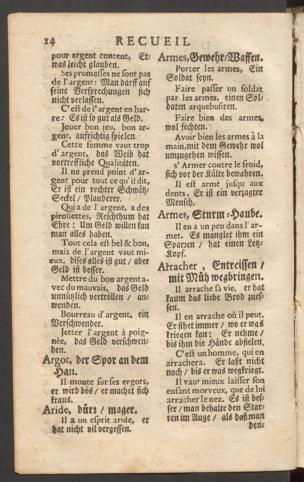 14 RECUEIL
pour argent content, Et=
was leicht glauben.
Ses promesses ne sont pas
de l'argent: Man darff auf
seine Versprechungen sich
nicht verlassen.
C'est de l'argent en bar-
re: Es ist so gut als Geld.
Jouer bon jeu, bon ar-
gent, aufrichtig spielen.
Cette femme vaut trop
d'argent, das Weib hat
vortreffliche Qualitäten.
Il ne prend point d'ar-
gent pour tout ce qu'il dit,
Er ist ein rechter Schwätz=
Seckel / Plauderer.
Qui a de l'argent, a des
pirouettes, Reichthum hat
Ehre: Um Geld willen kan
man alles haben.
Tout cela est bel & bon,
mais de l'argent vaut mi-
eux, dises alles ist gut / aber
Geld ist besser.
Mettre du bon argent a-
vec du mauvais, das Geld
unnützlich verthun / an=
wenden.
Bourreau d'argent, ein
Verschwender.
Jetter l'argent à poig-
née, das Geld verschwen=
den.
Argot, der Spor an dem
Han.
Il monte sur ses ergots,
er wird bös / er machet sich
kraus.
Aride, dürr / mager.
Il a un esprit aride, er
hat nicht vil vergessen.
Armes, Gewehr / Waffen.
Porter les armes, Ein
Soldat seyn.
Faire passer un soldat
par les armes, einen Sol=
daten arquebusiren.
Faire bien des armes,
wol fechten.
Avoir bien les armes à la
main, mit dem Gewehr wol
umzugehen wissen.
s'Armer contre le froid,
sich vor der Kälte bewahren.
Il est armé jusqu'aux
dents, Er ist ein verzagter
Mensch.
Armet, Sturm=Haube.
Il en a un peu dans l'ar-
met. Es manglet ihm ein
Sparren / hat einen Letz=
Kopf.
Arracher, Entreissen /
mit Müh wegbringen.
Il arrache sa vie, er hat
kaum das liebe Brod zues=
sen.
Il en arrache où il peut,
Er sihet immer / wo er was
kriegen kan: Er nehme /
bis ihm die Hände abfielen.
C'est un homme, qui en
arrachera. Er laßt nicht
nach / bis er was wegkriegt.
Il vaut mieux laisser son
enfant morveux, que de lui
arracher le nez. Es ist bes=
ser / man behalte den Star=
ren im Auge / als daß man
den=